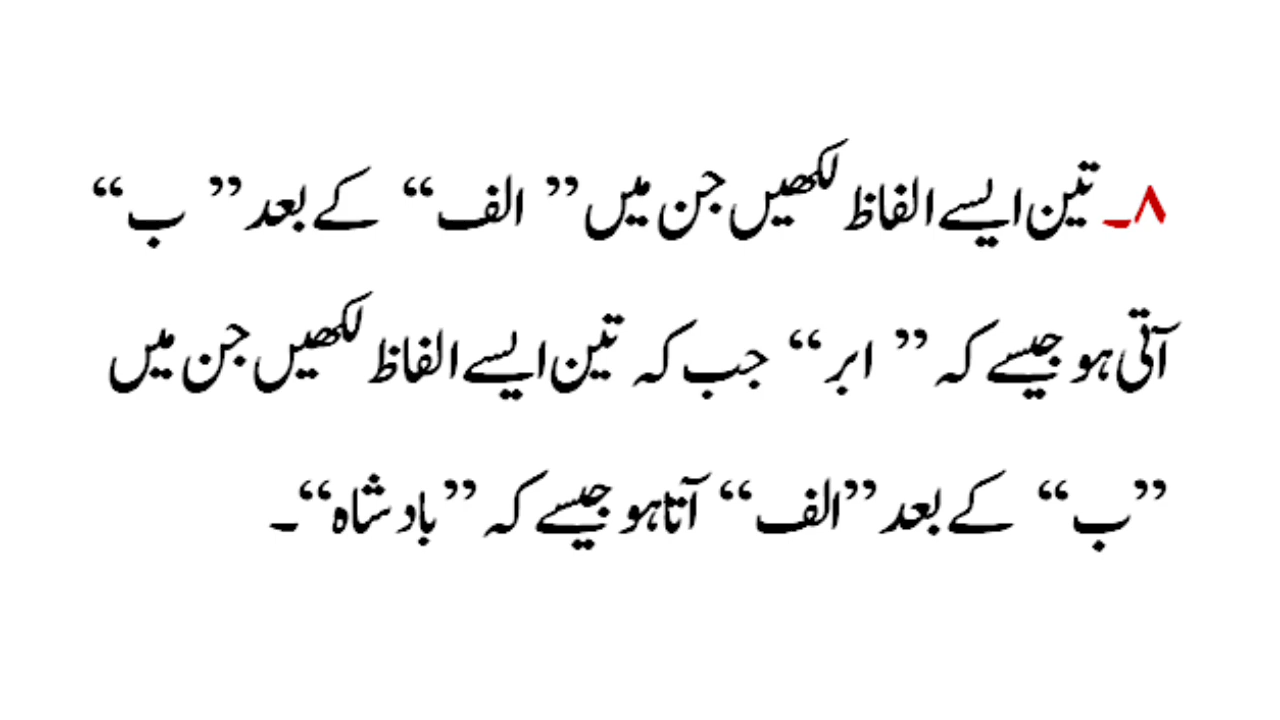 ۸۔ تین ایسے الفاظ لکھیں جن میں ” الف“ کے بعد ” ب“
آتی ہو جیسے کہ ” ابر“ جب کہ تین ایسے الفاظ لکھیں جن میں
”ب“ کے بعد ”الف“ آتا ہو جیسے کہ ”بادشاہ“۔